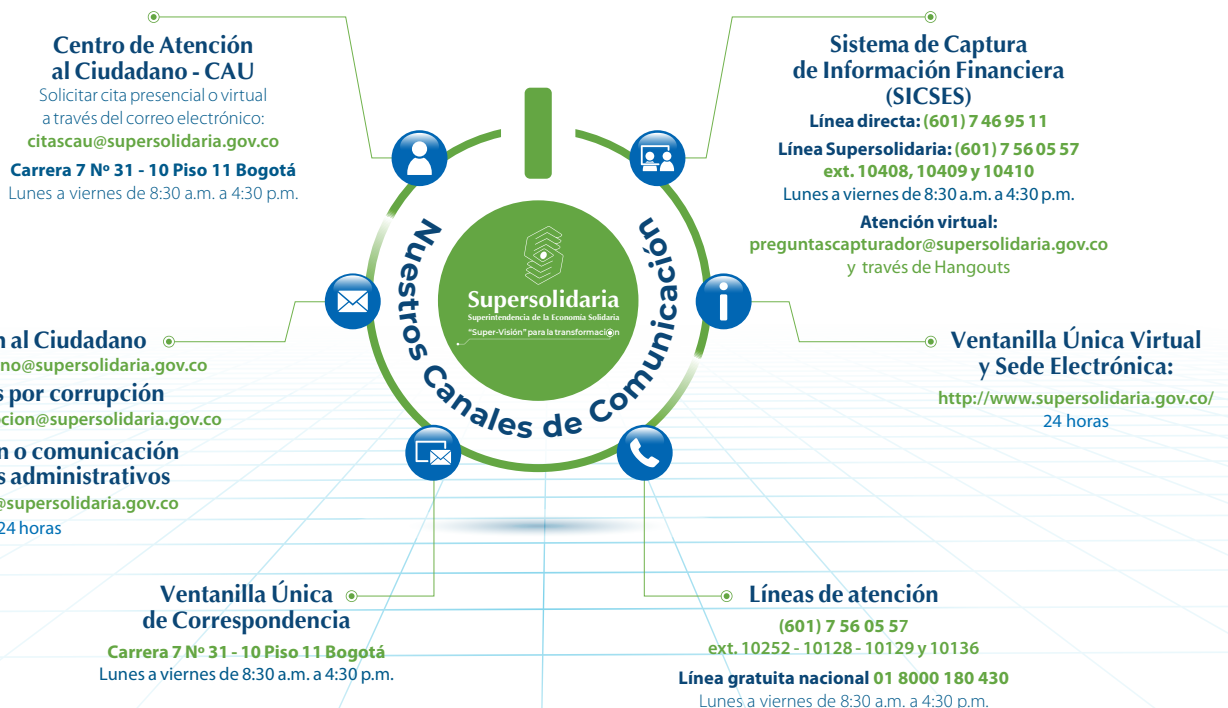 Centro de Atención
al Ciudadano - CAU
Solicitar cita presencial o virtual
a través del correo electrónico:
citascau@supersolidaria.gov.co
Carrera 7 Nº 31 - 10 Piso 11 Bogotá
Lunes a viernes de 8:30 a.m. a 4:30 p.m.
Sistema de Captura
de Información Financiera
(SICSES)
Línea directa: (601) 7 46 95 11
Línea Supersolidaria: (601) 7 56 05 57
ext. 10408, 10409 y 10410
Lunes a viernes de 8:30 a.m. a 4:30 p.m.
Atención virtual:
preguntascapturador@supersolidaria.gov.co
y través de Hangouts
Nuestros Canales de Comunicación
Supersolidaria
Superintendencia de la Economía Solidaria
"Super-Visión" para la transformación
al Ciudadano
no@supersolidaria.gov.co
por corrupción
cion@supersolidaria.gov.co
o comunicación
administrativos
@supersolidaria.gov.co
24 horas
Ventanilla Única Virtual
y Sede Electrónica:
http://www.supersolidaria.gov.co/
24 horas
Ventanilla Única
de Correspondencia
Carrera 7 Nº 31 - 10 Piso 11 Bogotá
Lunes a viernes de 8:30 a.m. a 4:30 p.m.
Líneas de atención
(601) 7 56 05 57
ext. 10252 - 10128 - 10129 y 10136
Línea gratuita nacional 01 8000 180 430
Lunes a viernes de 8:30 a.m. a 4:30 p.m.